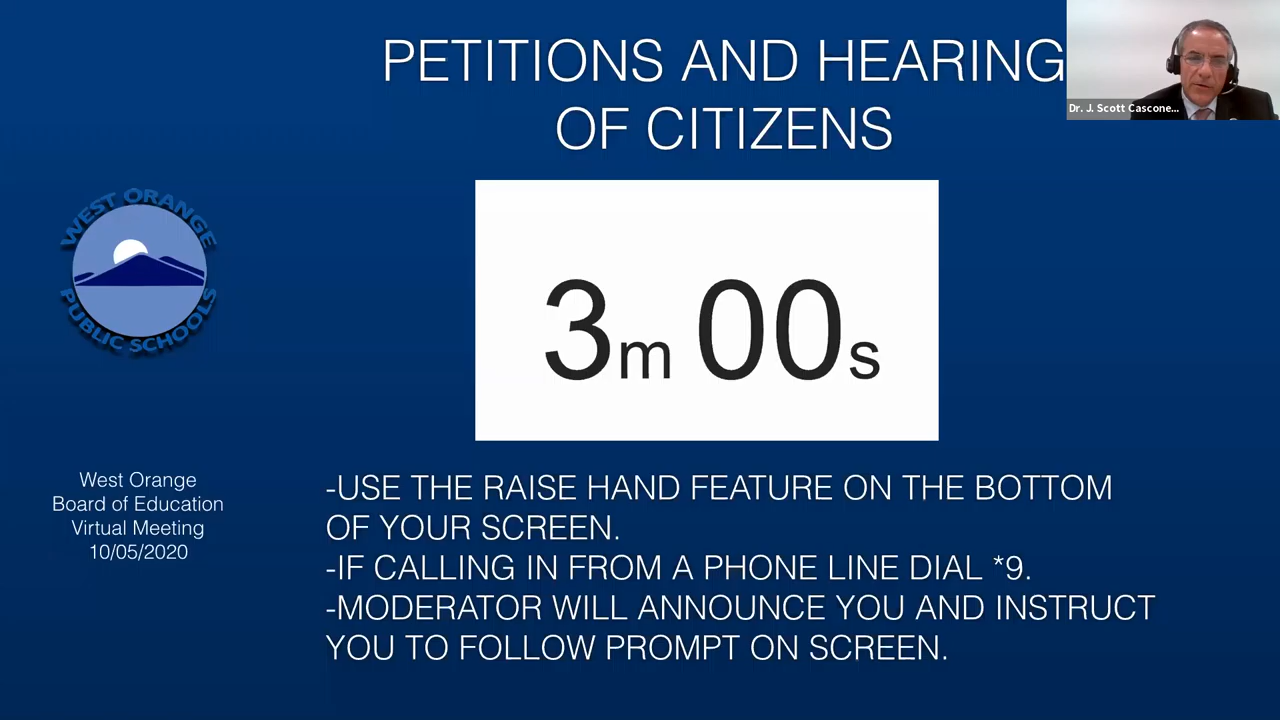 PETITIONS AND HEARING
OF CITIZENS
Dr. J. Scott Cascone...
WEST ORANGE
PUBLIC SCHOOLS
3m 00s
West Orange
Board of Education
Virtual Meeting
10/05/2020
-USE THE RAISE HAND FEATURE ON THE BOTTOM
OF YOUR SCREEN.
-IF CALLING IN FROM A PHONE LINE DIAL *9.
-MODERATOR WILL ANNOUNCE YOU AND INSTRUCT
YOU TO FOLLOW PROMPT ON SCREEN.